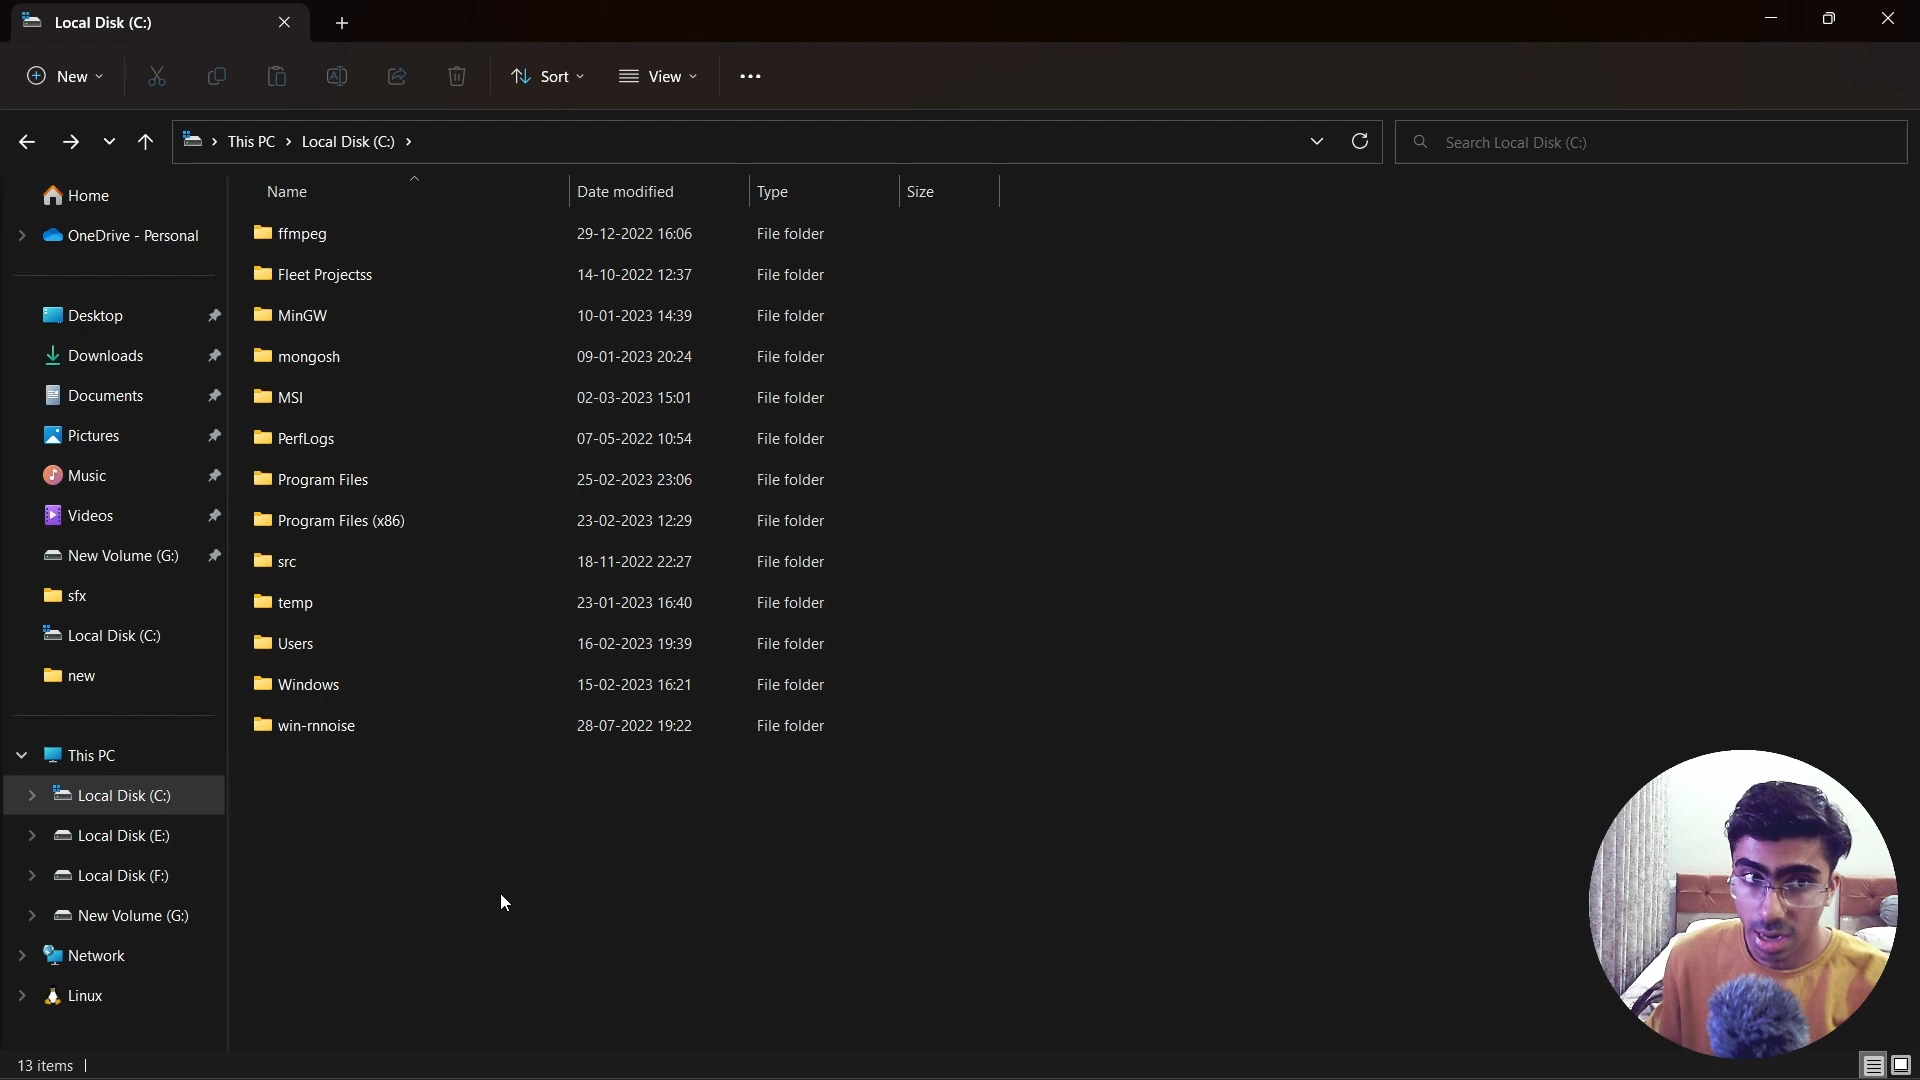 Local Disk (C:)
New
Sort
View
This PC
Local Disk (C:)
Search Local Disk (C:)
Name
Date modified
Type
Size
Home
OneDrive - Personal
Desktop
Downloads
Documents
Pictures
Music
Videos
New Volume (G:)
sfx
Local Disk (C:)
new
This PC
Local Disk (C:)
Local Disk (E:)
Local Disk (F:)
New Volume (G:)
Network
Linux
ffmpeg 29-12-2022 16:06 File folder
Fleet Projectss 14-10-2022 12:37 File folder
MinGW 10-01-2023 14:39 File folder
mongosh 09-01-2023 20:24 File folder
MSI 02-03-2023 15:01 File folder
PerfLogs 07-05-2022 10:54 File folder
Program Files 25-02-2023 23:06 File folder
Program Files (x86) 23-02-2023 12:29 File folder
src 18-11-2022 22:27 File folder
temp 23-01-2023 16:40 File folder
Users 16-02-2023 19:39 File folder
Windows 15-02-2023 16:21 File folder
win-rnnoise 28-07-2022 19:22 File folder
13 items